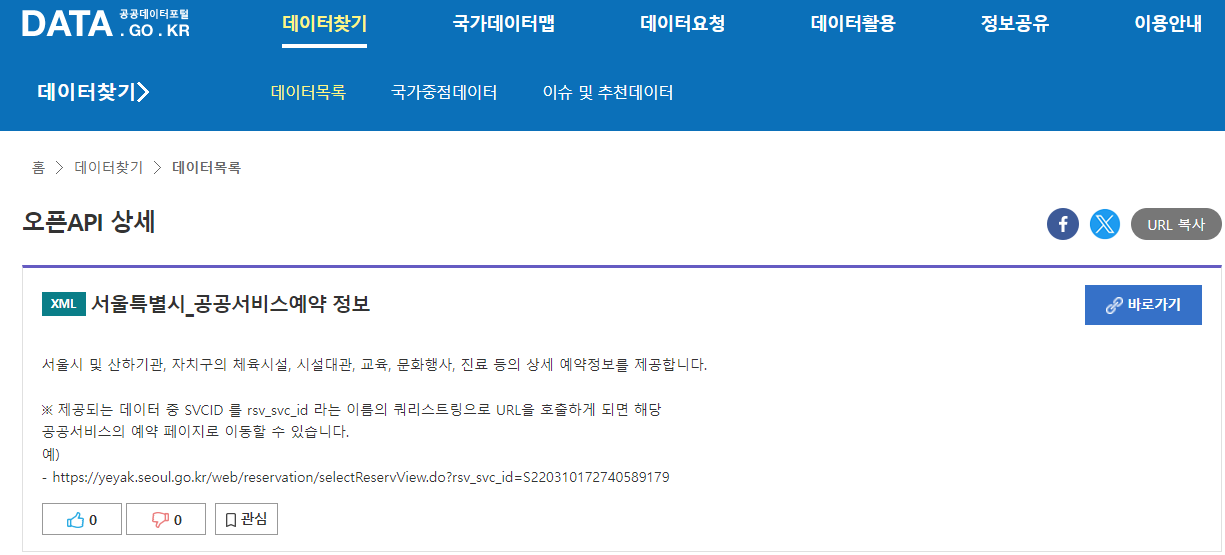 DATA 공공데이터포털 . GO . KR
데이터찾기 국가데이터맵 데이터요청 데이터활용 정보공유 이용안내
데이터찾기
데이터목록 국가중점데이터 이슈 및 추천데이터
홈 데이터찾기 데이터목록
오픈API 상세
URL 복사
XML 서울특별시_공공서비스예약 정보
바로가기
서울시 및 산하기관, 자치구의 체육시설, 시설대관, 교육, 문화행사, 진료 등의 상세 예약정보를 제공합니다.
※ 제공되는 데이터 중 SVCID 를 rsv_svc_id 라는 이름의 쿼리스트링으로 URL을 호출하게 되면 해당
공공서비스의 예약 페이지로 이동할 수 있습니다.
예)
- https://yeyak.seoul.go.kr/web/reservation/selectReservView.do?rsv_svc_id=S220310172740589179
0 0 관심